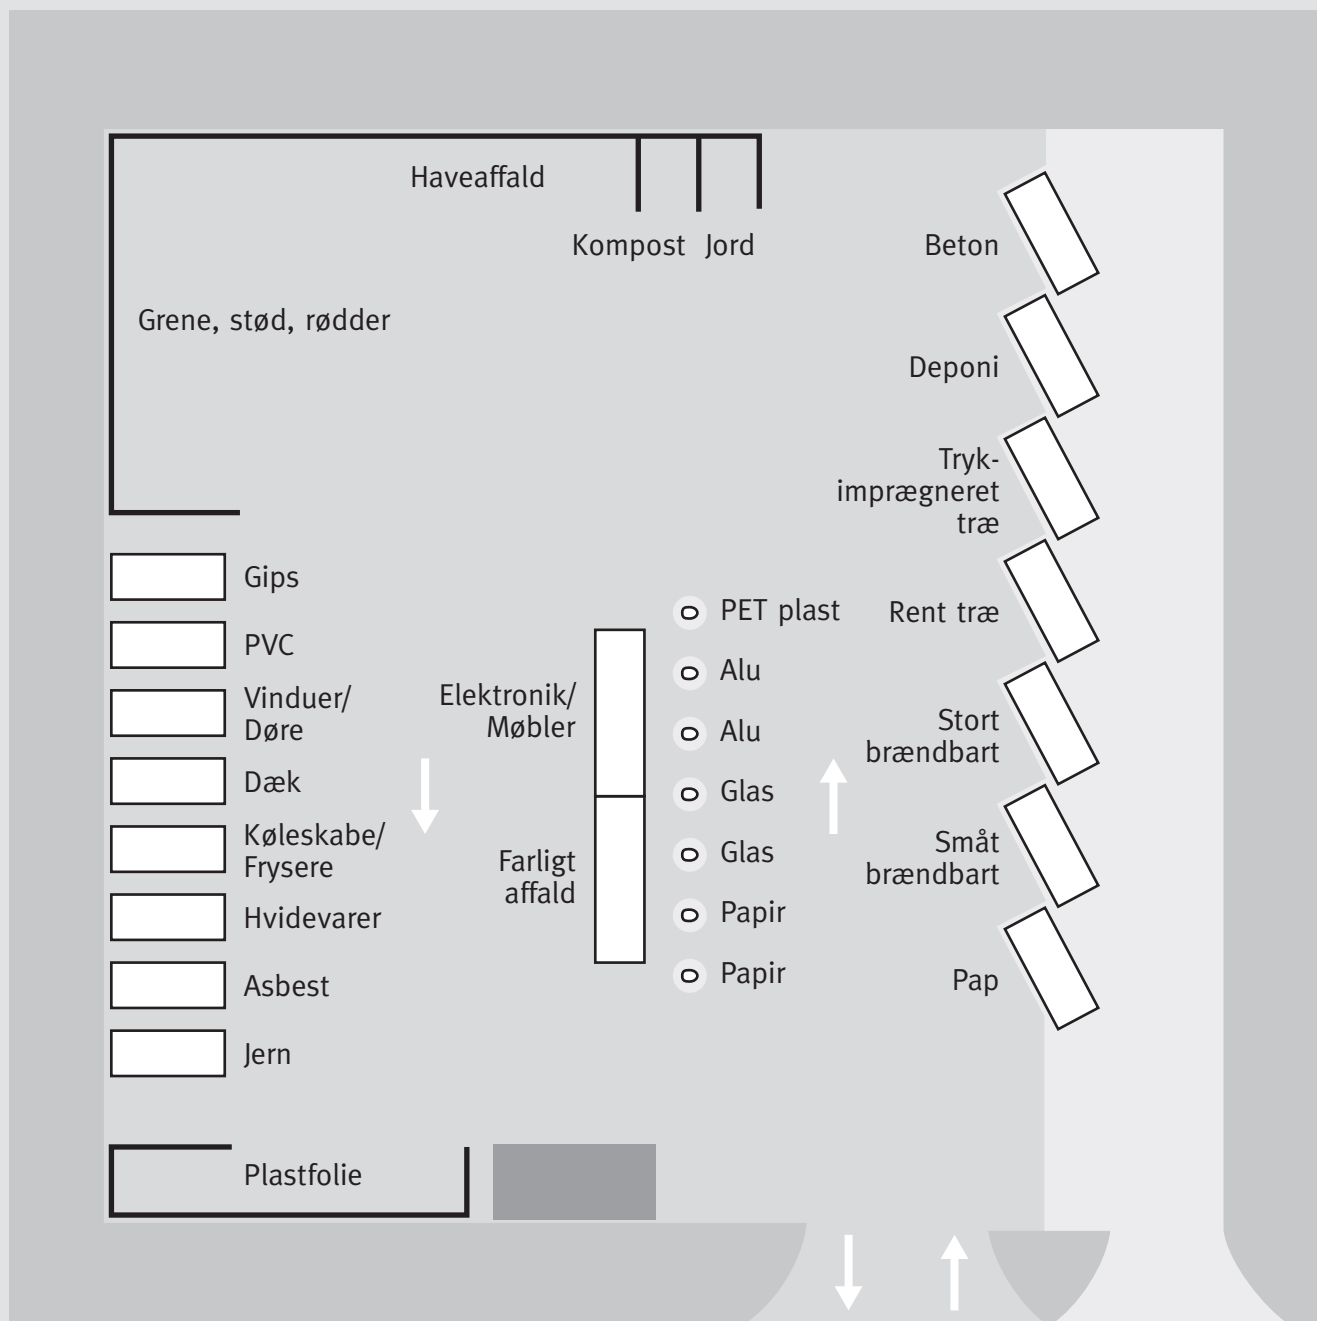 Haveaffald
Kompost
Jord
Grene, stød, rødder
Gips
PVC
Vinduer/
Døre
Dæk
Køleskabe/
Frysere
Hvidevarer
Asbest
Jern
Plastfolie
Elektronik/
Møbler
Farligt
affald
PET plast
Alu
Alu
Glas
Glas
Papir
Papir
Beton
Deponi
Tryk-
imprægneret
træ
Rent træ
Stort
brændbart
Småt
brændbart
Pap